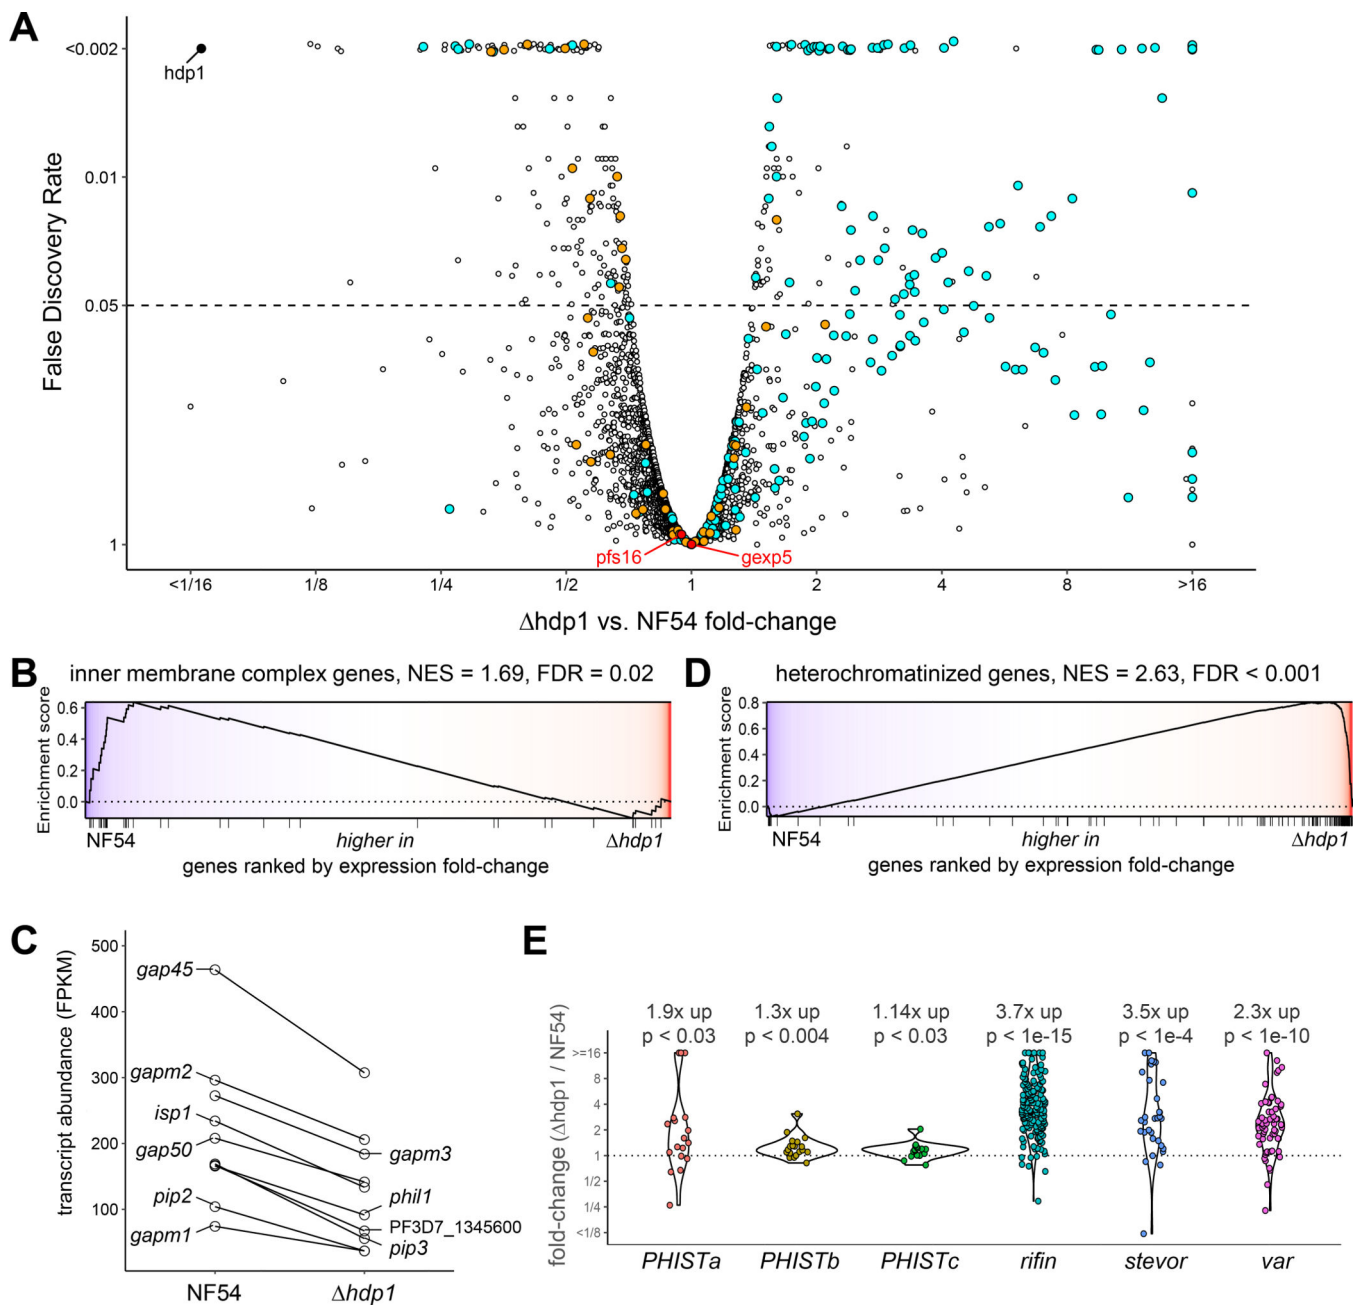 A
<0.002
hdp1
0.01
0.05
1
False Discovery Rate
pfs16
gexp5
<1/16
1/8
1/4
1/2
1
2
4
8
>16
Δhdp1 vs. NF54 fold-change
B
inner membrane complex genes, NES = 1.69, FDR = 0.02
Enrichment score
0.6
0.4
0.2
0.0
NF54
higher in
Δhdp1
genes ranked by expression fold-change
D
heterochromatinized genes, NES = 2.63, FDR < 0.001
Enrichment score
0.8
0.6
0.4
0.2
0.0
NF54
higher in
Δhdp1
genes ranked by expression fold-change
C
transcript abundance (FPKM)
500
400
300
200
100
gap45
gapm2
isp1
gap50
pip2
gapm1
gapm3
phil1
PF3D7_1345600
pip3
NF54
Δhdp1
E
fold-change (Δhdp1 / NF54)
1.9x up
p < 0.03
1.3x up
p < 0.004
1.14x up
p < 0.03
3.7x up
p < 1e-15
3.5x up
p < 1e-4
2.3x up
p < 1e-10
>=16
8
4
2
1
1/2
1/4
<1/8
PHISTa
PHISTb
PHISTc
rifin
stevor
var